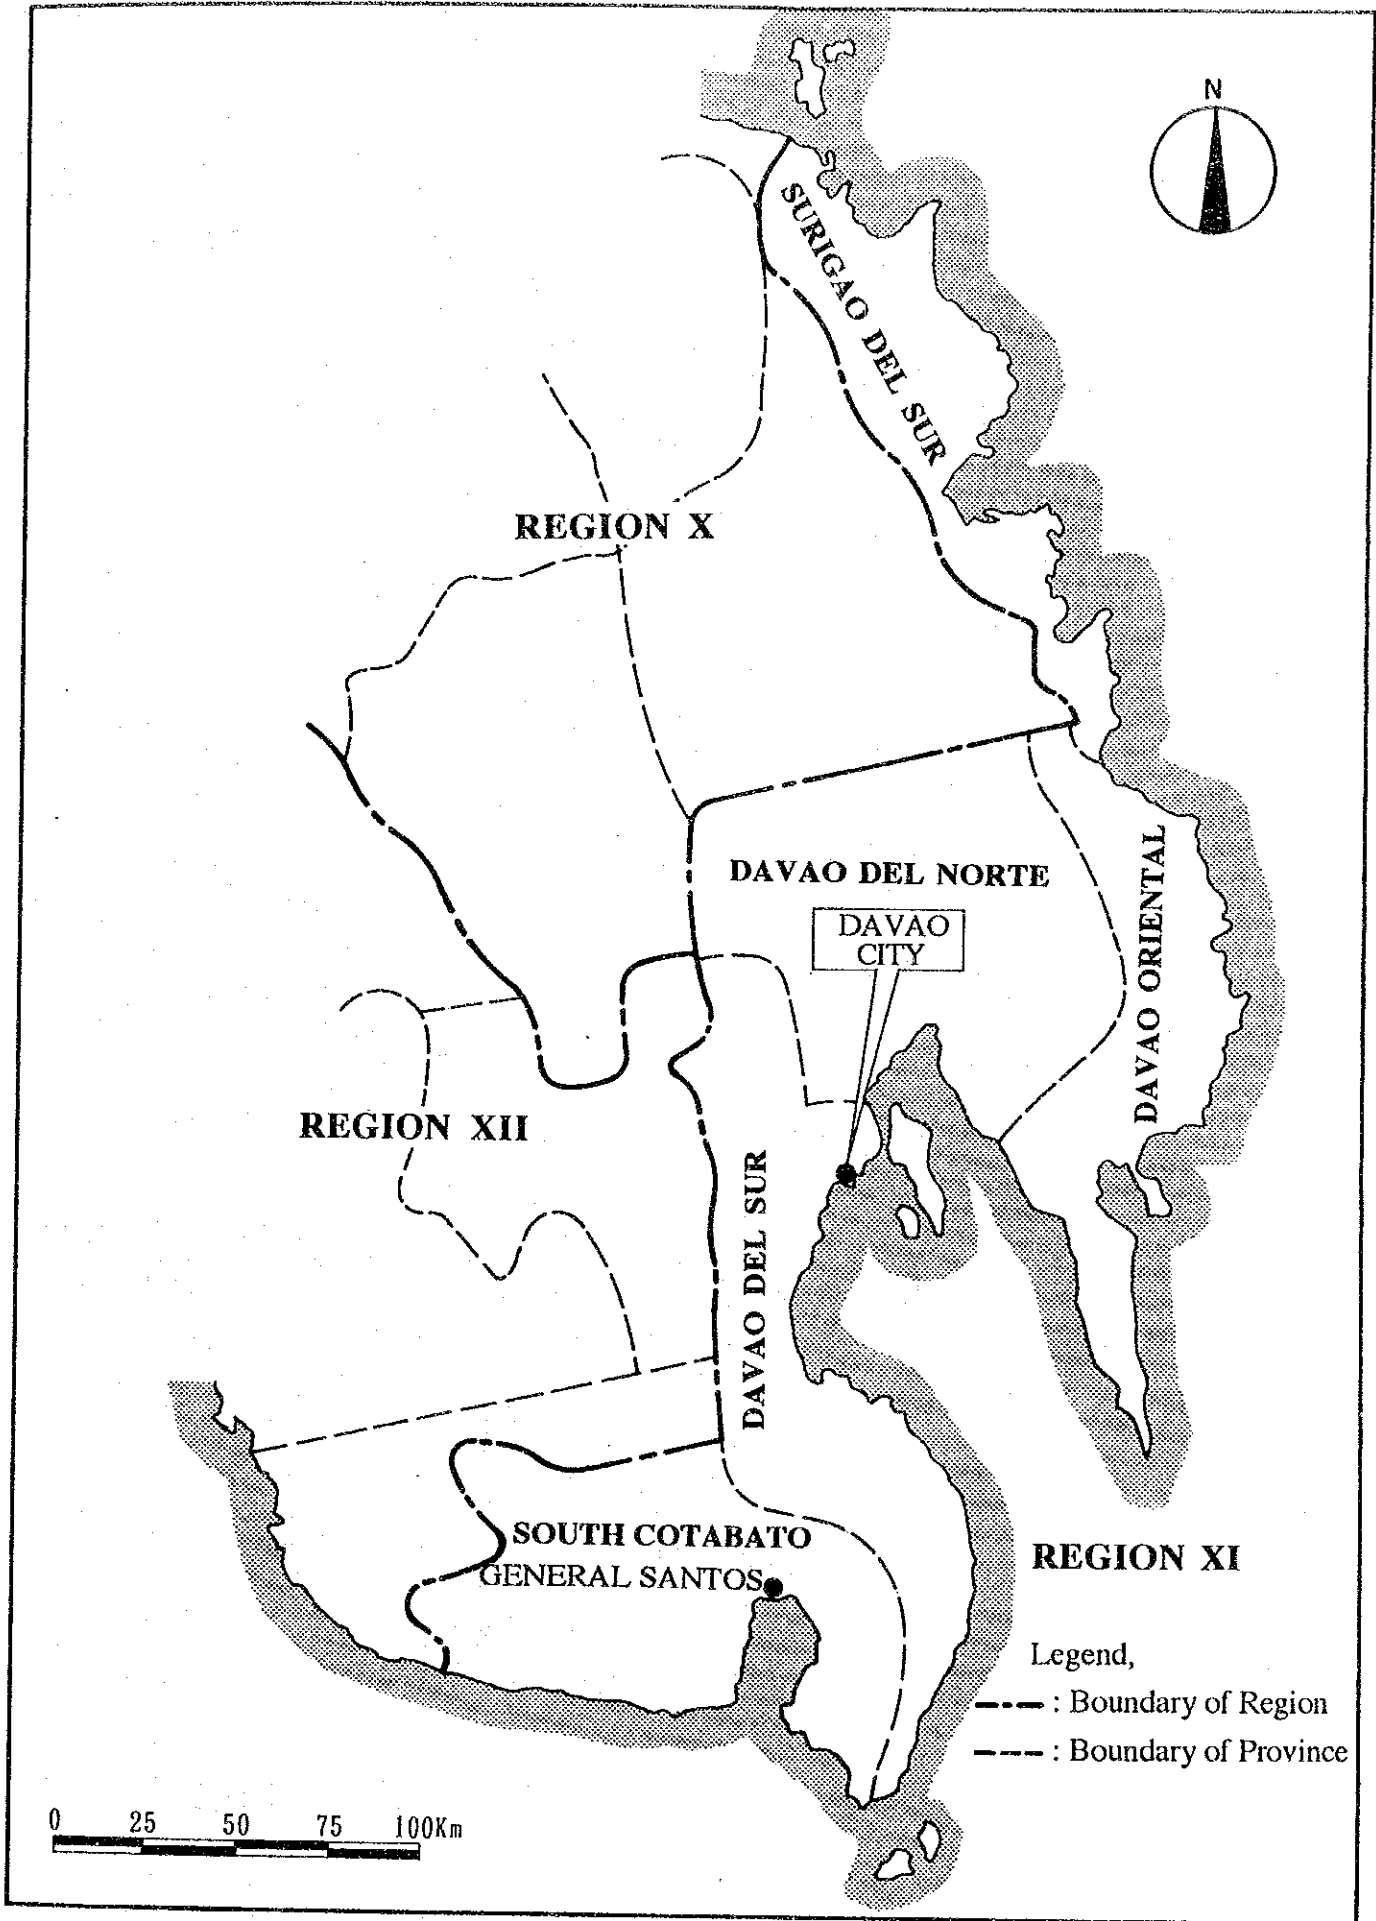 N
SURIGAO DEL SUR
REGION X
DAVAO DEL NORTE
DAVAO
CITY
DAVAO ORIENTAL
REGION XII
DAVAO DEL SUR
SOUTH COTABATO
GENERAL SANTOS
REGION XI
Legend,
: Boundary of Region
: Boundary of Province
0 25 50 75 100Km